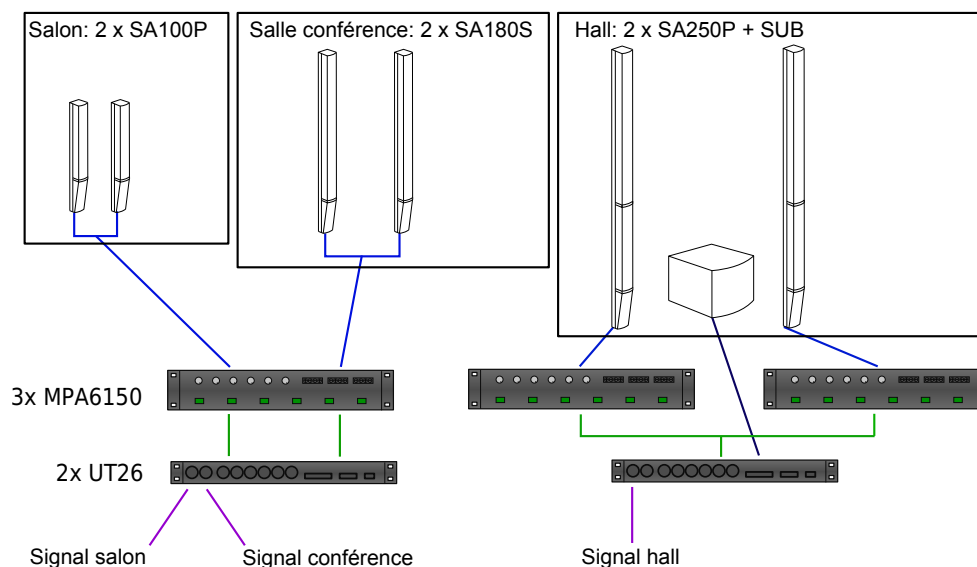 Salon: 2 x SA100P
Salle conférence: 2 x SA180S
Hall: 2 x SA250P + SUB
3x MPA6150
2x UT26
Signal salon
Signal conférence
Signal hall